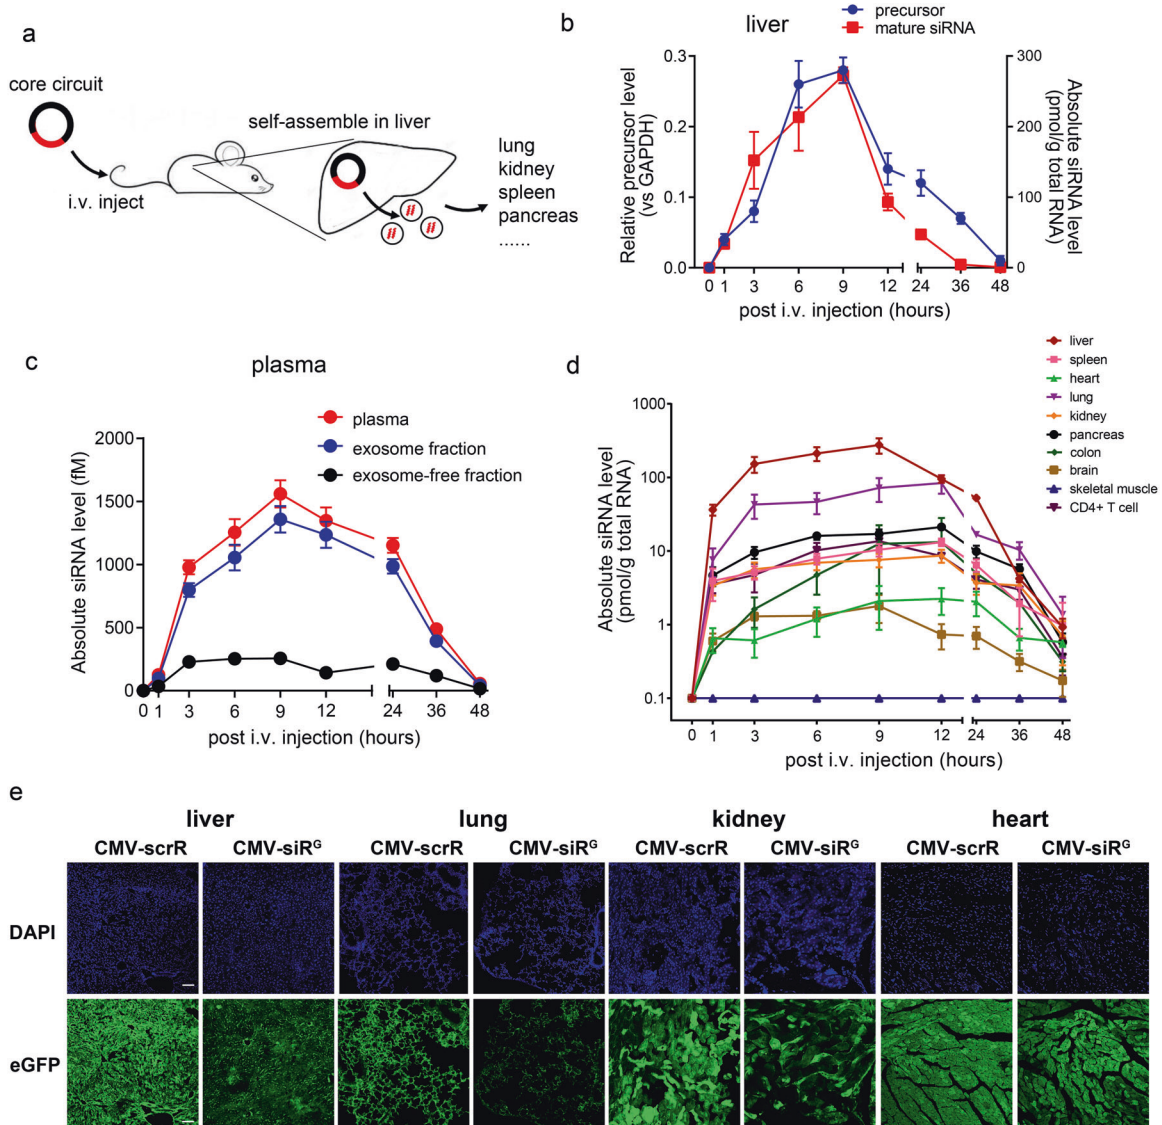 a
core circuit
i.v. inject
self-assemble in liver
lung
kidney
spleen
pancreas
......
b
liver
precursor
mature siRNA
Relative precursor level
(vs GAPDH)
0.3
0.2
0.1
0.0
300
200
100
0
Absolute siRNA level
(pmol/g total RNA)
0 1 3 6 9 12 24 36 48
post i.v. injection (hours)
c
plasma
plasma
exosome fraction
exosome-free fraction
Absolute siRNA level (fM)
2000
1500
1000
500
0
0 1 3 6 9 12 24 36 48
post i.v. injection (hours)
d
liver
spleen
heart
lung
kidney
pancreas
colon
brain
skeletal muscle
CD4+ T cell
Absolute siRNA level
(pmol/g total RNA)
1000
100
10
1
0.1
0 1 3 6 9 12 24 36 48
post i.v. injection (hours)
e
liver lung kidney heart
CMV-scrR CMV-siRᴳ CMV-scrR CMV-siRᴳ CMV-scrR CMV-siRᴳ CMV-scrR CMV-siRᴳ
DAPI
eGFP